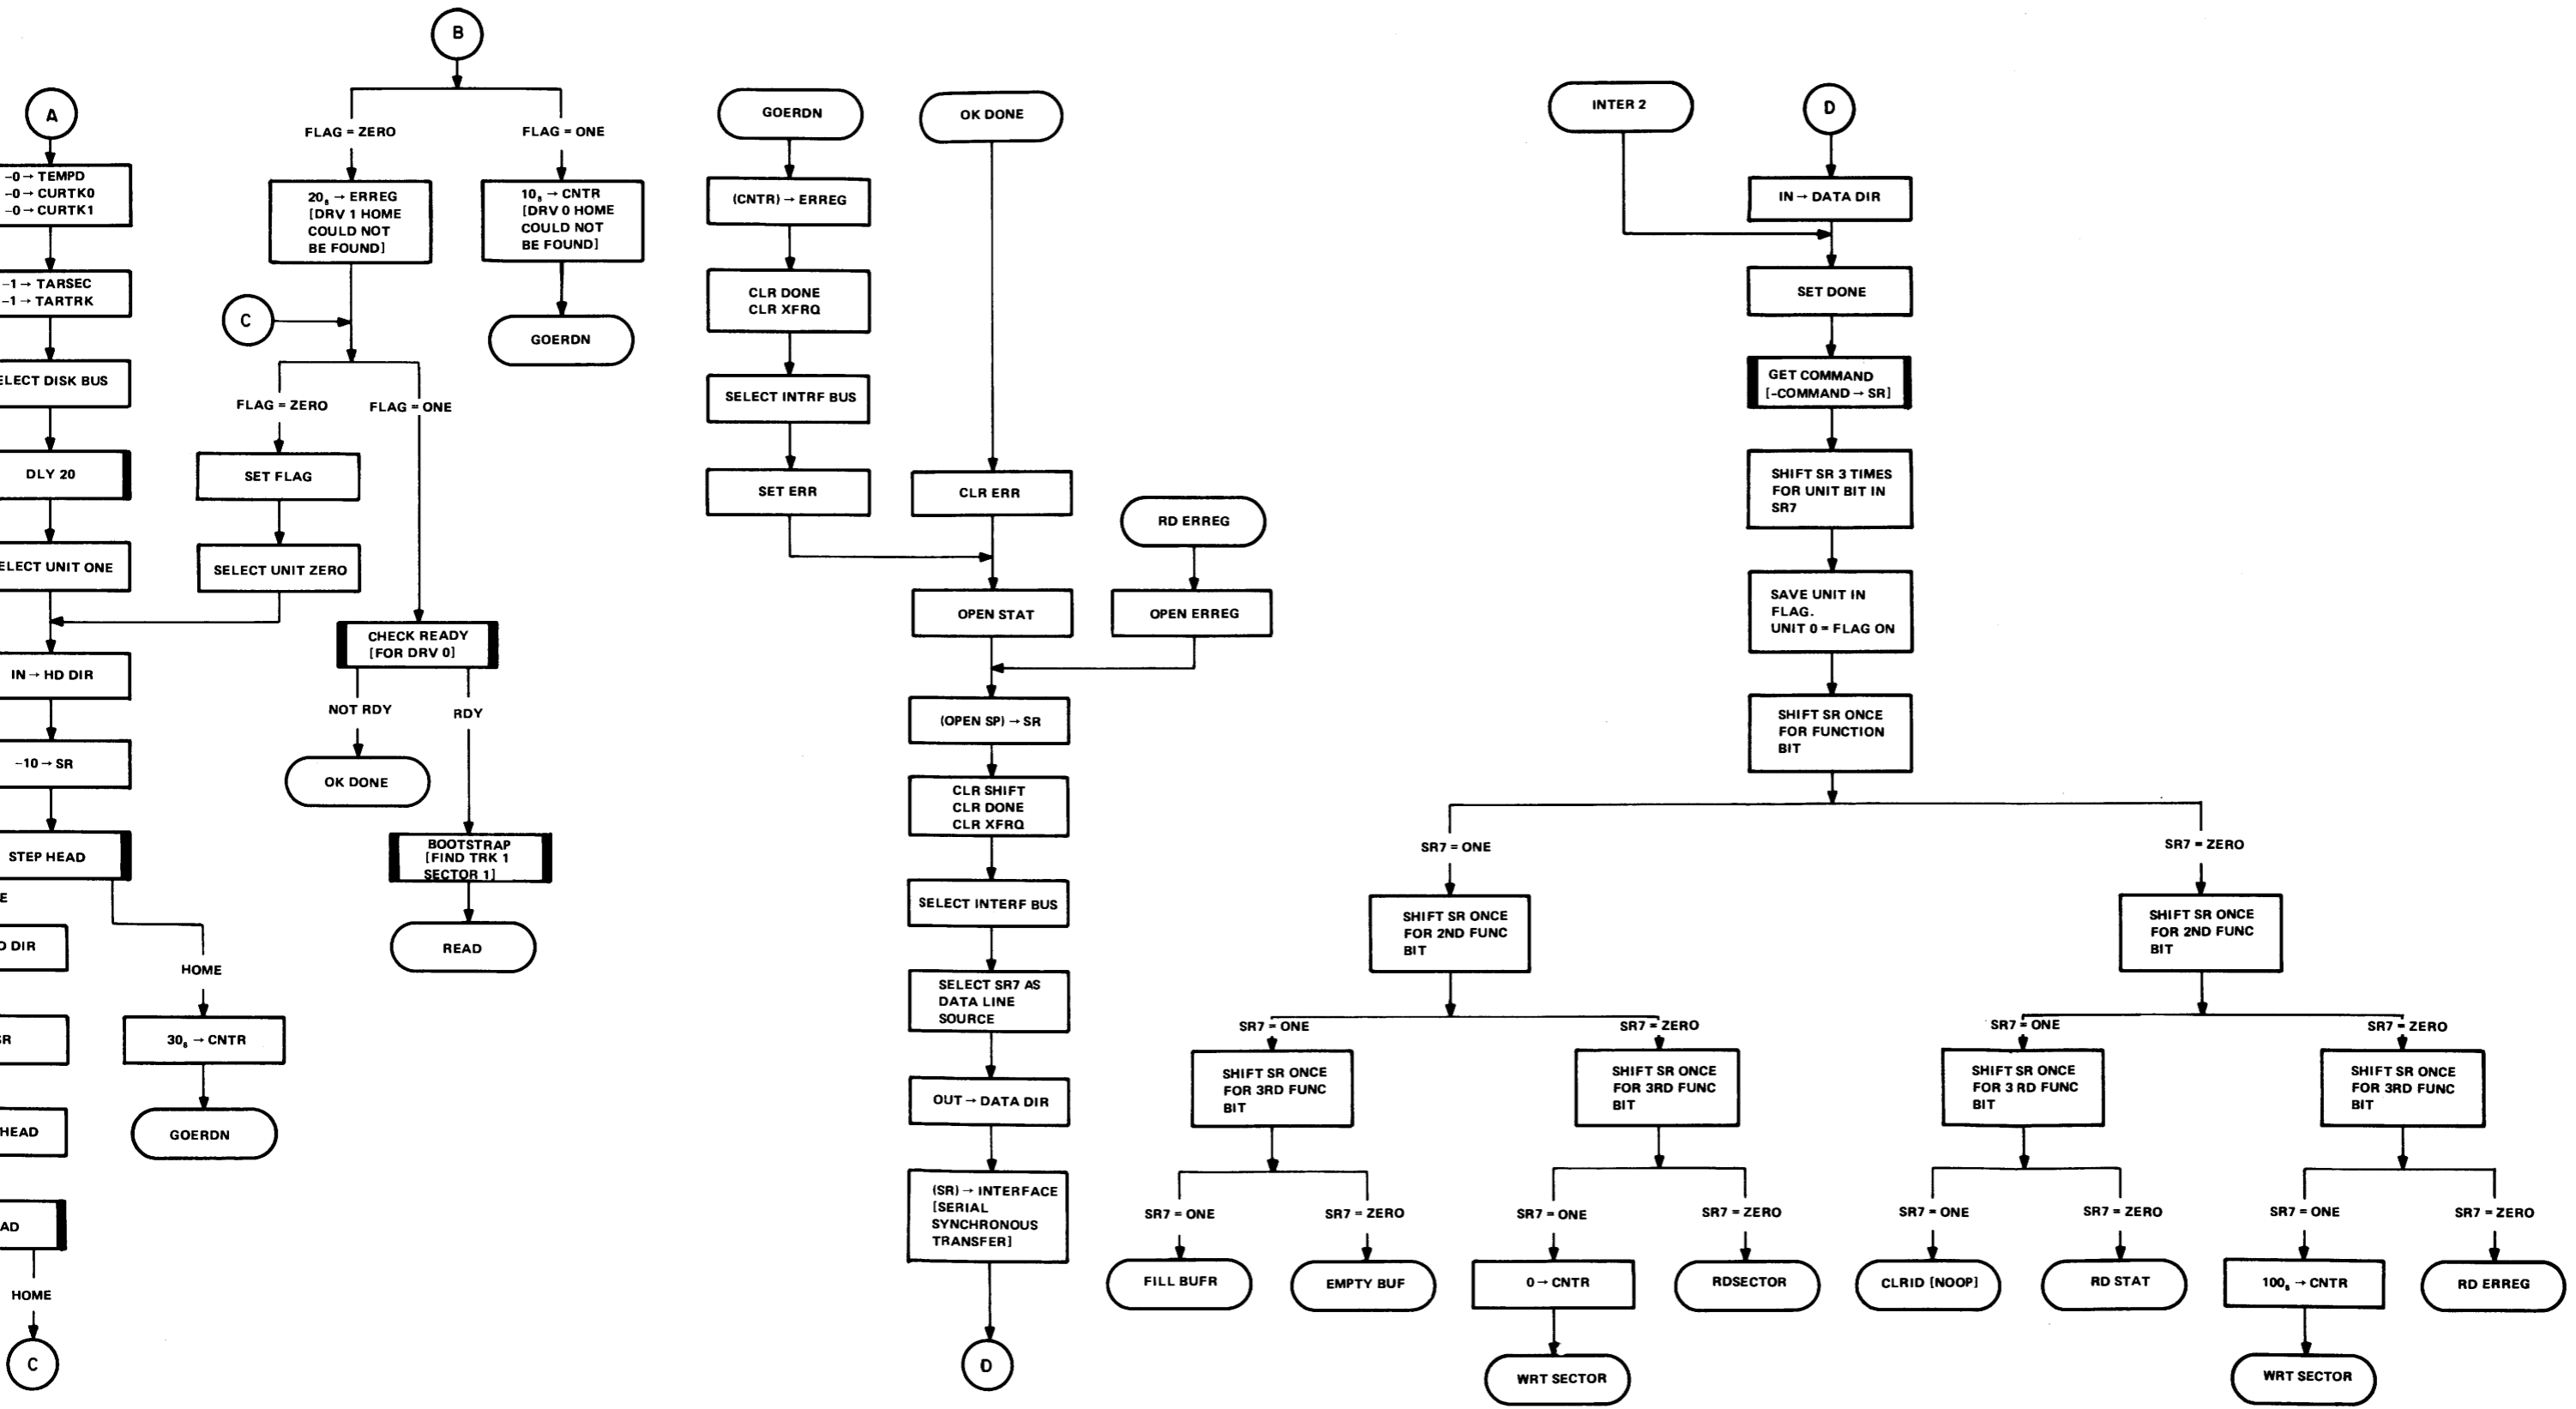 A
–0→TEMPD
–0→CURTK0
–0→CURTK1
–1→TARSEC
–1→TARTRK
ELECT DISK BUS
DLY 20
ELECT UNIT ONE
IN→HD DIR
–10→SR
STEP HEAD
E
D DIR
SR
HEAD
AD
HOME
C
HOME
30₈→CNTR
GOERDN
B
FLAG = ZERO
FLAG = ONE
20₈→ERREG
[DRV 1 HOME
COULD NOT
BE FOUND]
10₈→CNTR
[DRV 0 HOME
COULD NOT
BE FOUND]
GOERDN
C
FLAG = ZERO
FLAG = ONE
SET FLAG
SELECT UNIT ZERO
CHECK READY
[FOR DRV 0]
NOT RDY
RDY
OK DONE
BOOTSTRAP
[FIND TRK 1
SECTOR 1]
READ
GOERDN
(CNTR)→ERREG
CLR DONE
CLR XFRQ
SELECT INTRF BUS
SET ERR
OK DONE
CLR ERR
RD ERREG
OPEN STAT
OPEN ERREG
(OPEN SP)→SR
CLR SHIFT
CLR DONE
CLR XFRQ
SELECT INTERF BUS
SELECT SR7 AS
DATA LINE
SOURCE
OUT→DATA DIR
(SR)→INTERFACE
[SERIAL
SYNCHRONOUS
TRANSFER]
D
INTER 2
D
IN→DATA DIR
SET DONE
GET COMMAND
[-COMMAND→SR]
SHIFT SR 3 TIMES
FOR UNIT BIT IN
SR7
SAVE UNIT IN
FLAG.
UNIT 0 = FLAG ON
SHIFT SR ONCE
FOR FUNCTION
BIT
SR7 = ONE
SR7 = ZERO
SHIFT SR ONCE
FOR 2ND FUNC
BIT
SHIFT SR ONCE
FOR 2ND FUNC
BIT
SR7 = ONE
SR7 = ZERO
SR7 = ONE
SR7 = ZERO
SHIFT SR ONCE
FOR 3RD FUNC
BIT
SHIFT SR ONCE
FOR 3RD FUNC
BIT
SHIFT SR ONCE
FOR 3 RD FUNC
BIT
SHIFT SR ONCE
FOR 3RD FUNC
BIT
SR7 = ONE
SR7 = ZERO
SR7 = ONE
SR7 = ZERO
SR7 = ONE
SR7 = ZERO
SR7 = ONE
SR7 = ZERO
FILL BUFR
EMPTY BUF
0→CNTR
RDSECTOR
CLRID [NOOP]
RD STAT
100₈→CNTR
RD ERREG
WRT SECTOR
WRT SECTOR